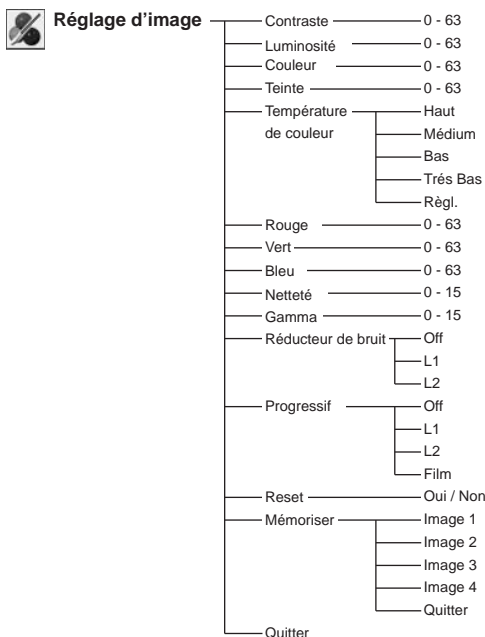 Réglage d’image
Contraste 0 - 63
Luminosité 0 - 63
Couleur 0 - 63
Teinte 0 - 63
Température de couleur
Haut
Médium
Bas
Trés Bas
Règl.
Rouge 0 - 63
Vert 0 - 63
Bleu 0 - 63
Netteté 0 - 15
Gamma 0 - 15
Réducteur de bruit
Off
L1
L2
Progressif
Off
L1
L2
Film
Reset Oui / Non
Mémoriser
Image 1
Image 2
Image 3
Image 4
Quitter
Quitter